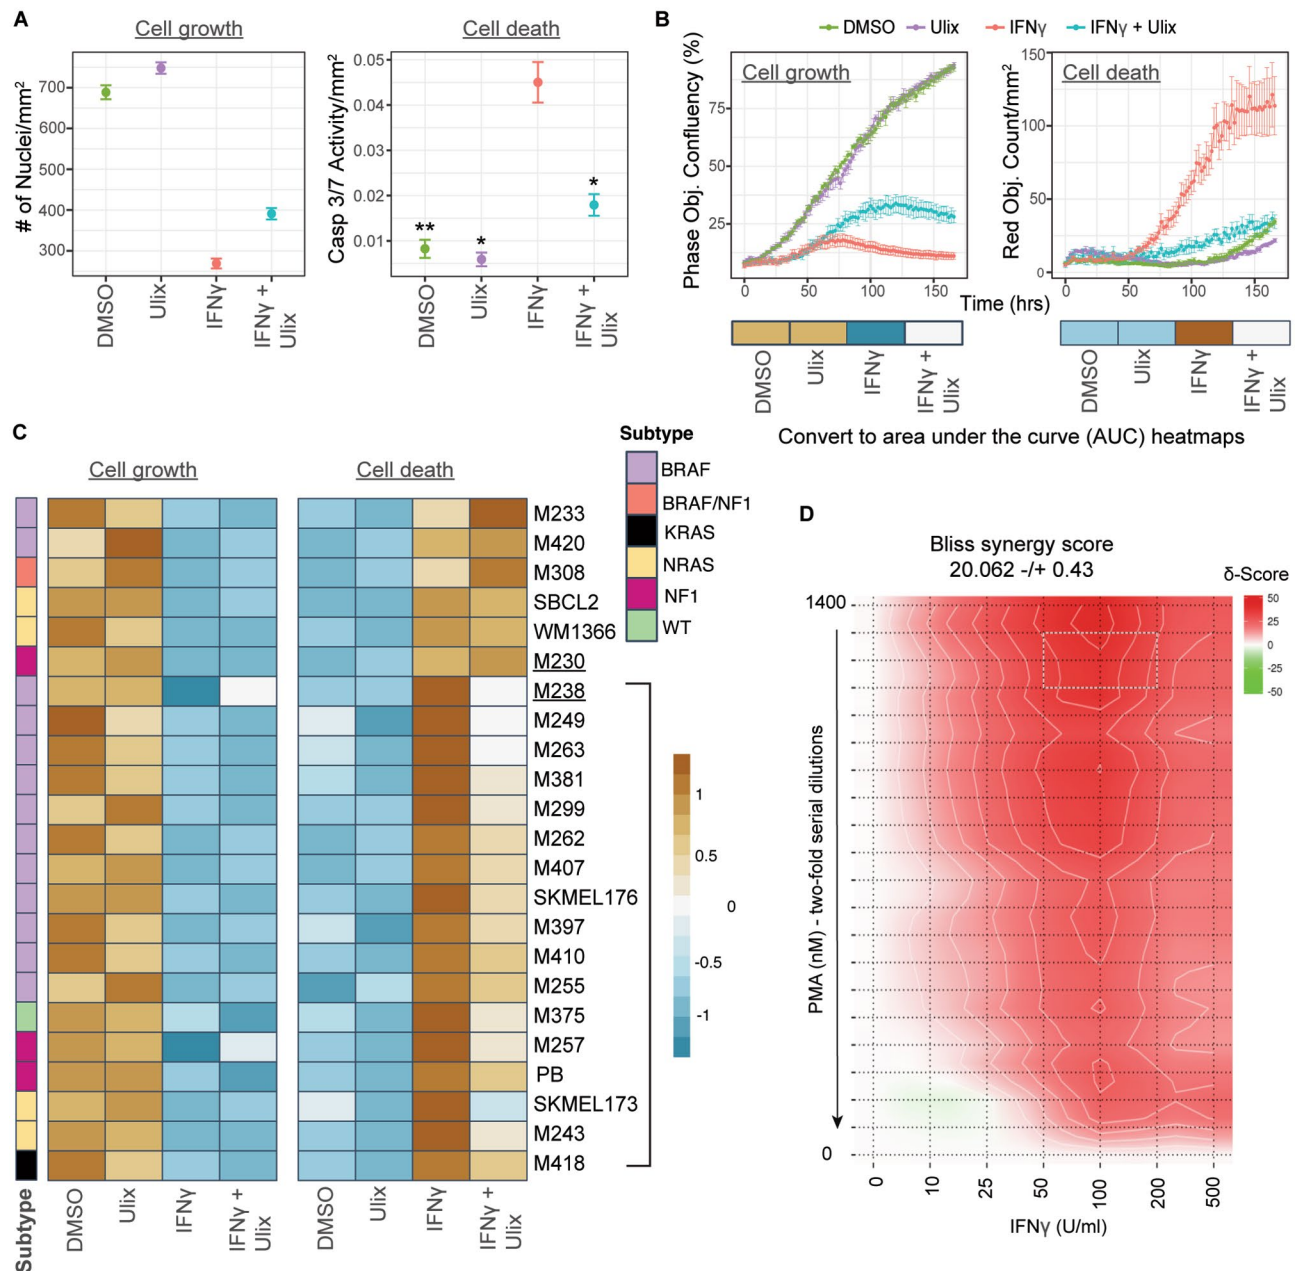 A
Cell growth
Cell death
# of Nuclei/mm²
700
600
500
400
300
DMSO
Ulix
IFNγ
IFNγ +
Ulix
Casp 3/7 Activity/mm²
0.05
0.04
0.03
0.02
0.01
**
*
*
DMSO
Ulix
IFNγ
IFNγ +
Ulix
B
DMSO
Ulix
IFNγ
IFNγ + Ulix
Phase Obj. Confluency (%)
Cell growth
75
50
25
0
50
100
150
Red Obj. Count/mm²
Cell death
150
100
50
0
0
50
100
150
Time (hrs)
DMSO
Ulix
IFNγ
IFNγ +
Ulix
DMSO
Ulix
IFNγ
IFNγ +
Ulix
Convert to area under the curve (AUC) heatmaps
C
Cell growth
Cell death
Subtype
BRAF
BRAF/NF1
KRAS
NRAS
NF1
WT
M233
M420
M308
SBCL2
WM1366
M230
M238
M249
M263
M381
M299
M262
M407
SKMEL176
M397
M410
M255
M375
M257
PB
SKMEL173
M243
M418
1
0.5
0
-0.5
-1
Subtype
DMSO
Ulix
IFNγ
IFNγ +
Ulix
DMSO
Ulix
IFNγ
IFNγ +
Ulix
D
Bliss synergy score
20.062 -/+ 0.43
δ-Score
50
25
0
-25
-50
1400
PMA (nM) - two-fold serial dilutions
0
0
10
25
50
100
200
500
IFNγ (U/ml)